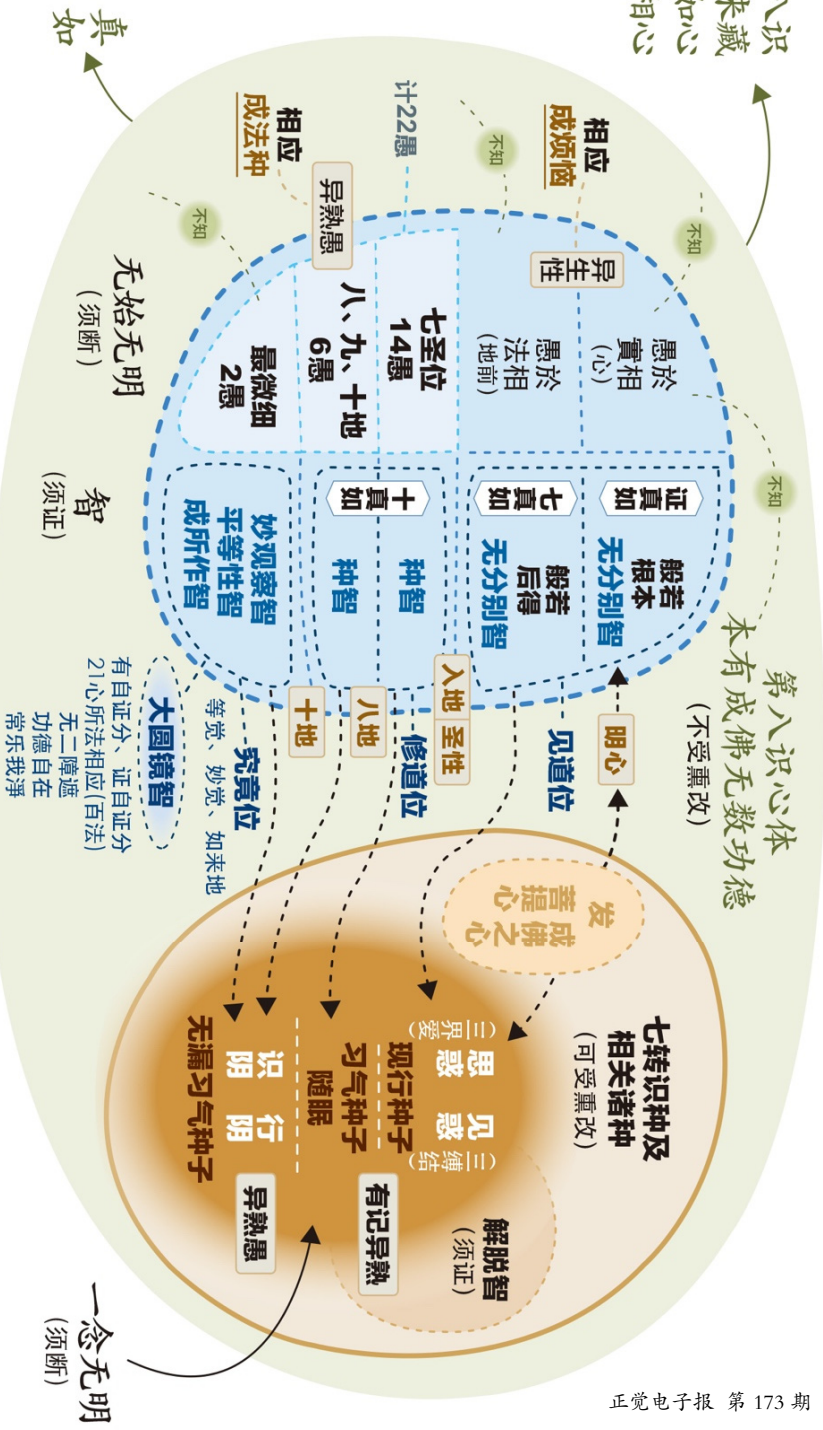 八识
来藏
如心
相心
真
如
第八识心体
本有成佛无数功德
(不受熏改)
不知
不知
不知
不知
相应
成烦恼
异生性
计22愚
相应
成法种
异熟愚
愚於
實相
(心)
愚於
法相
(地前)
七圣位
14愚
八、九、十地
6愚
最微细
2愚
无始无明
(须断)
智
(须证)
证真如
般若
根本
无分别智
七真如
般若
后得
无分别智
十真如
种智
种智
妙观察智
平等性智
成所作智
明心
见道位
入地
圣性
修道位
八地
十地
究竟位
等觉、妙觉、如来地
大圆镜智
有自证分、证自证分
21心所法相应(百法)
无二障遮
功德自在
常乐我淨
发
菩提心
成佛之心
七转识种及
相关诸种
(可受熏改)
(三界爱)
思惑
见惑
(三缚结)
现行种子
习气种子
随眠
识阴
行阴
无漏习气种子
解脱智
(须证)
有记异熟
异熟愚
一念无明
(须断)
正觉电子报 第 173 期